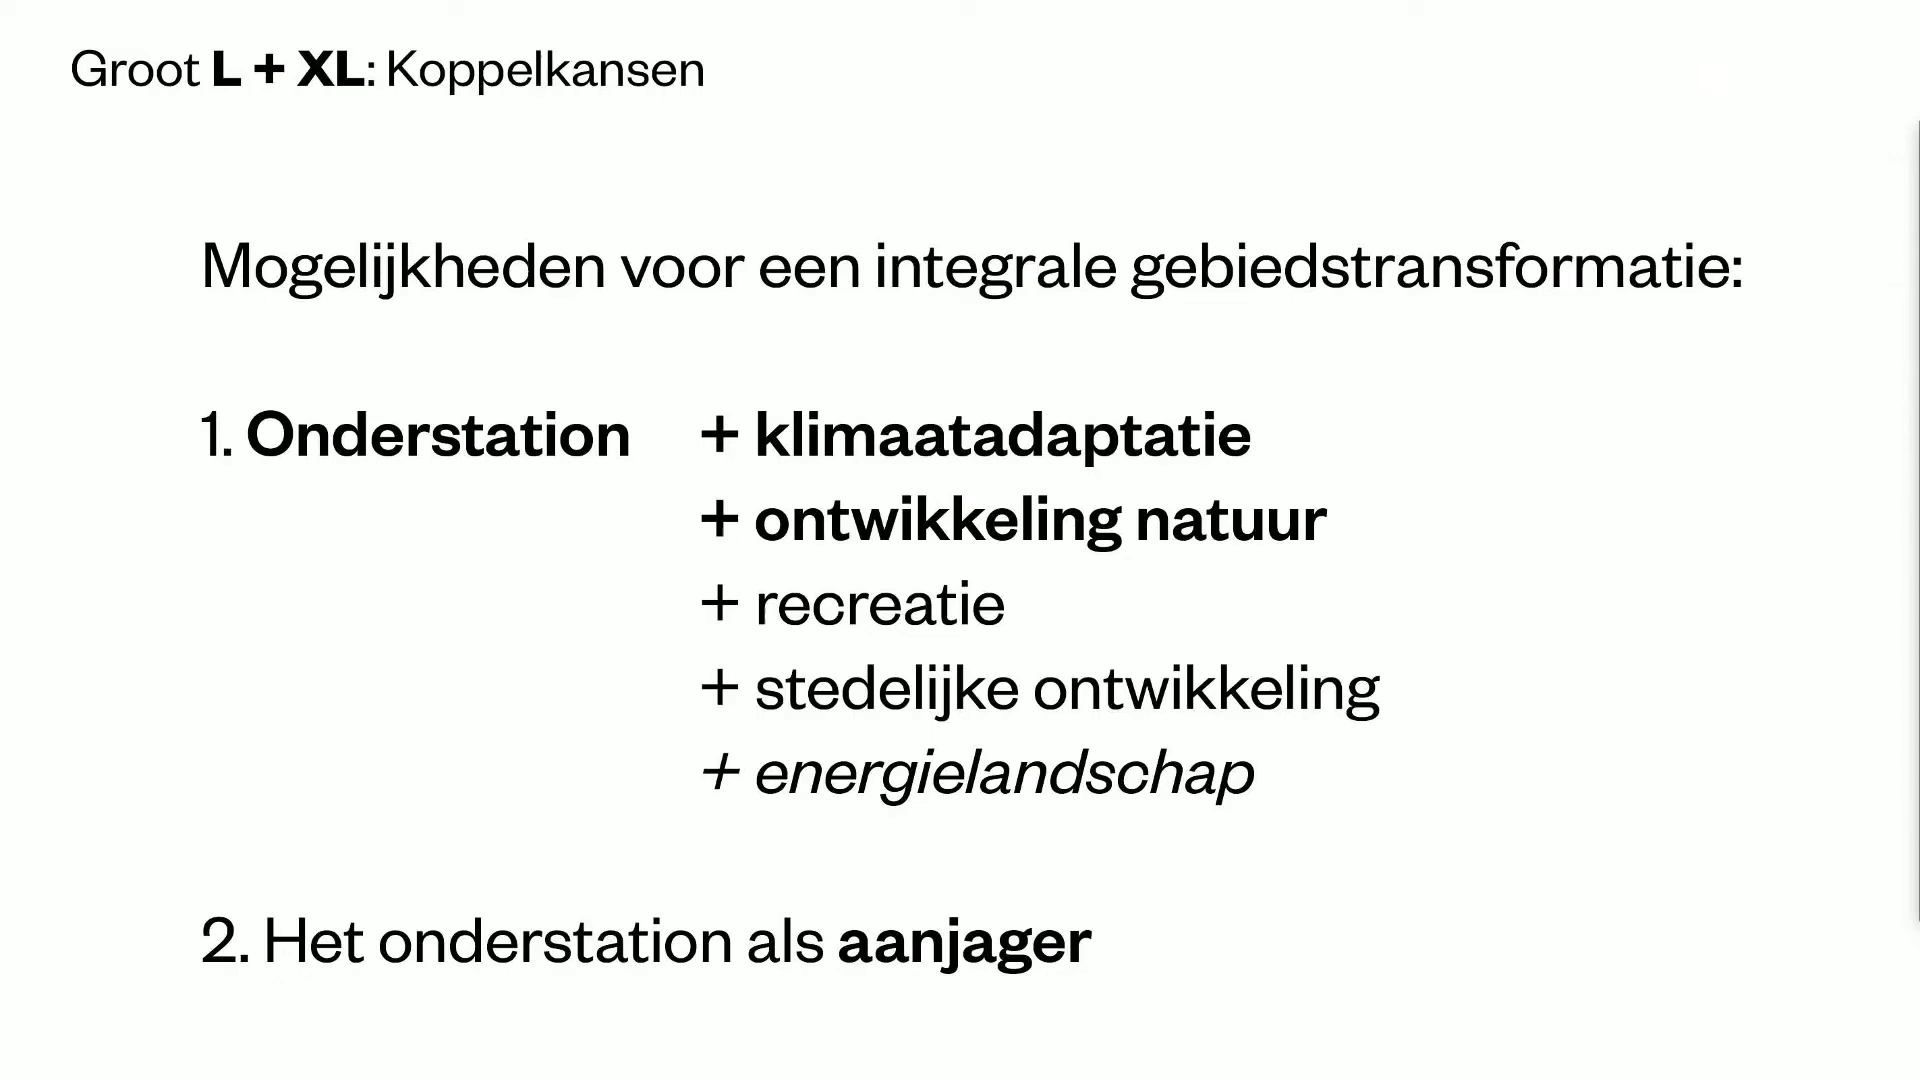 Groot L + XL: Koppelkansen
Mogelijkheden voor een integrale gebiedstransformatie:
1. Onderstation + klimaatadaptatie
+ ontwikkeling natuur
+ recreatie
+ stedelijke ontwikkeling
+ energielandschap
2. Het onderstation als aanjager